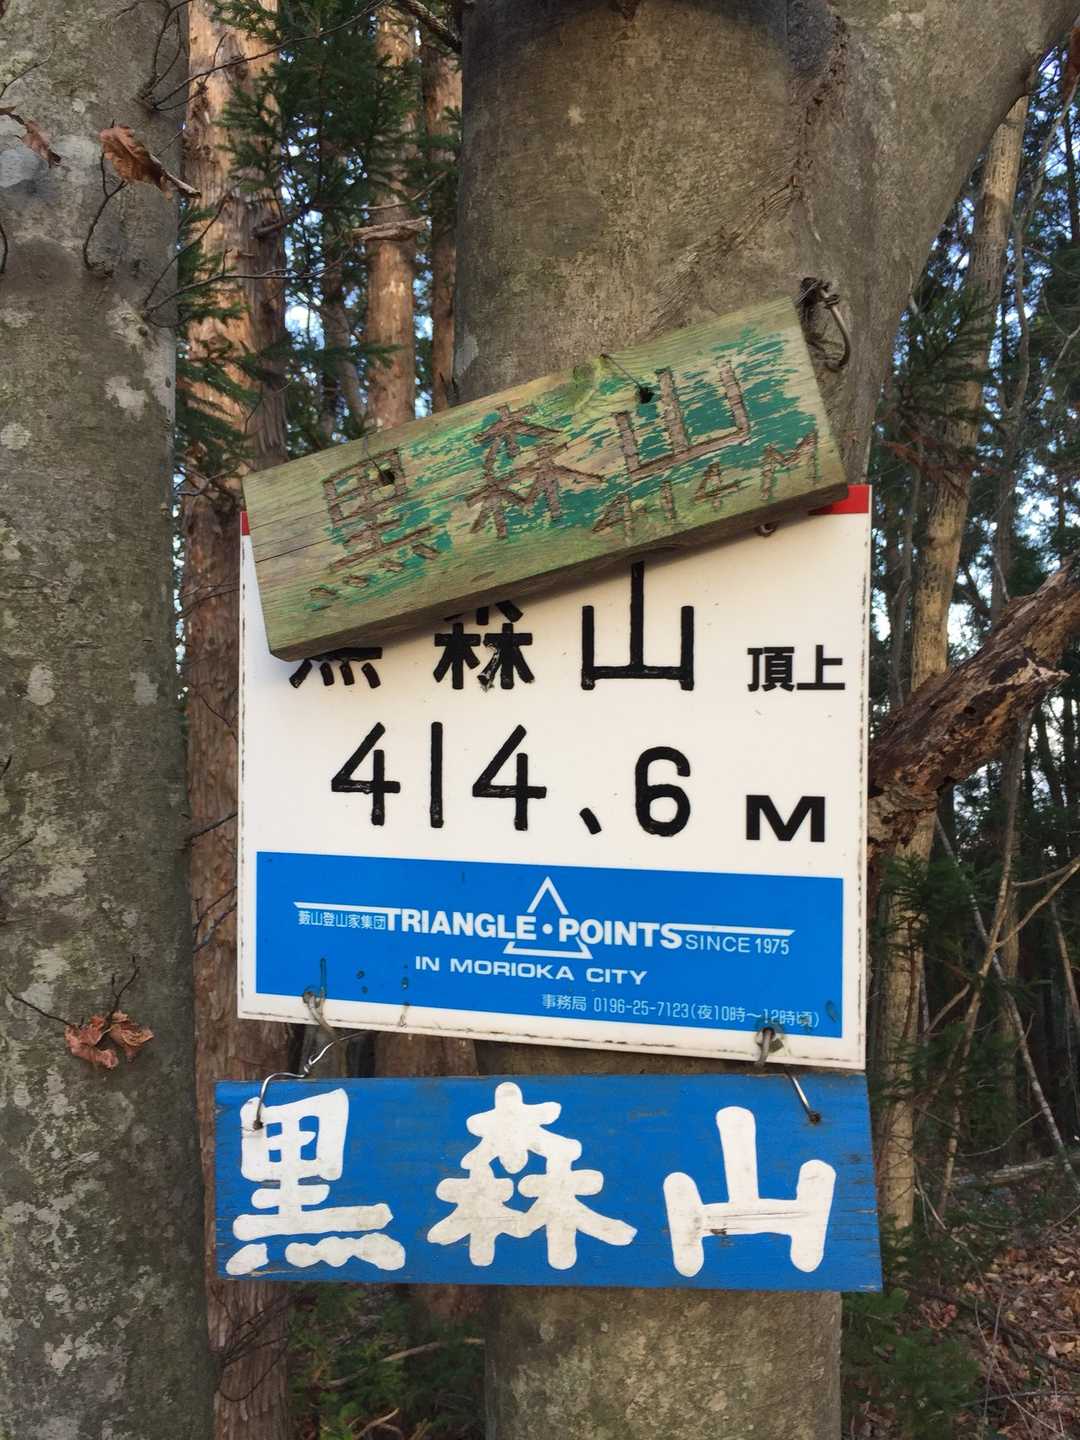 黒森山
414M
黒森山 頂上
414、6 M
藪山登山家集団 TRIANGLE・POINTS SINCE 1975
IN MORIOKA CITY
事務局 0196-25-7123(夜10時〜12時頃)
黒森山